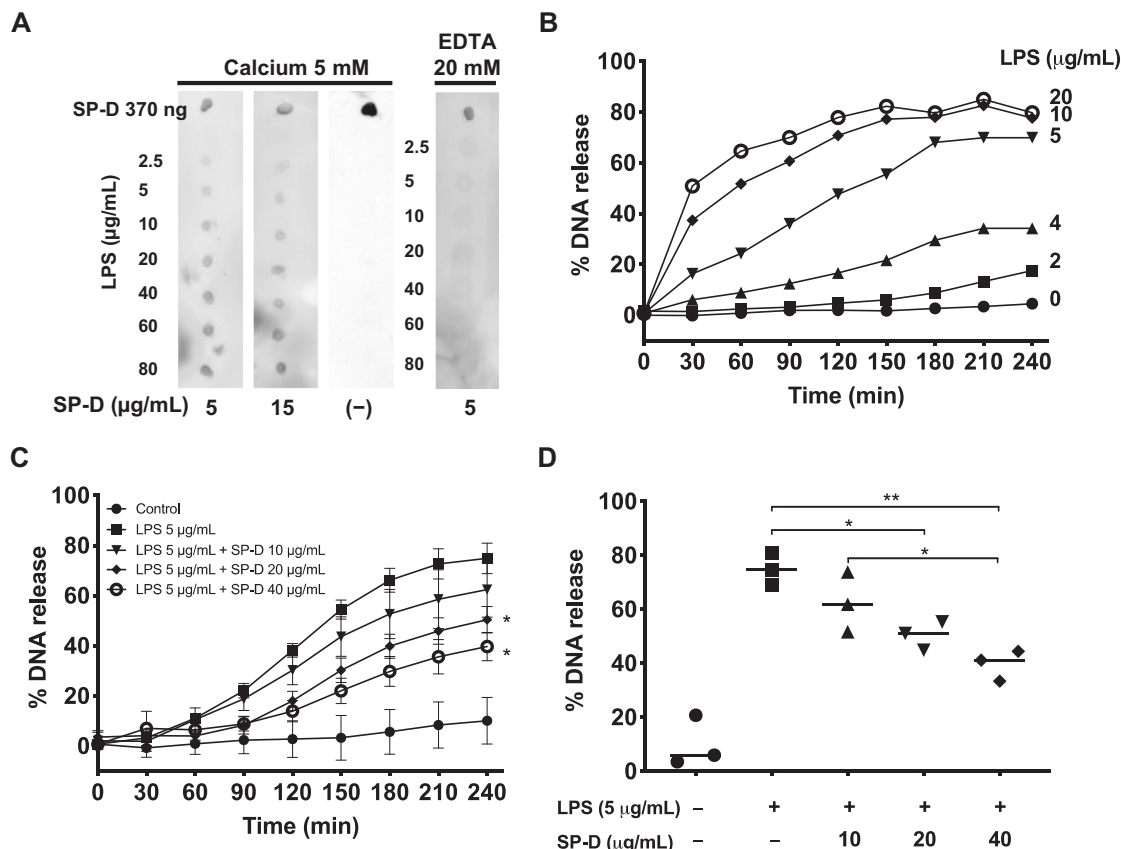 A
Calcium 5 mM
EDTA
20 mM
SP-D 370 ng
LPS (µg/mL)
2.5
5
10
20
40
60
80
2.5
5
10
20
40
60
80
SP-D (µg/mL) 5 15 (−) 5
B
LPS (µg/mL)
% DNA release
100
80
60
40
20
0
20
10
5
4
2
0
0 30 60 90 120 150 180 210 240
Time (min)
C
% DNA release
100
80
60
40
20
0
Control
LPS 5 µg/mL
LPS 5 µg/mL + SP-D 10 µg/mL
LPS 5 µg/mL + SP-D 20 µg/mL
LPS 5 µg/mL + SP-D 40 µg/mL
*
*
0 30 60 90 120 150 180 210 240
Time (min)
D
% DNA release
100
80
60
40
20
0
**
*
*
LPS (5 µg/mL) − + + + +
SP-D (µg/mL) − − 10 20 40